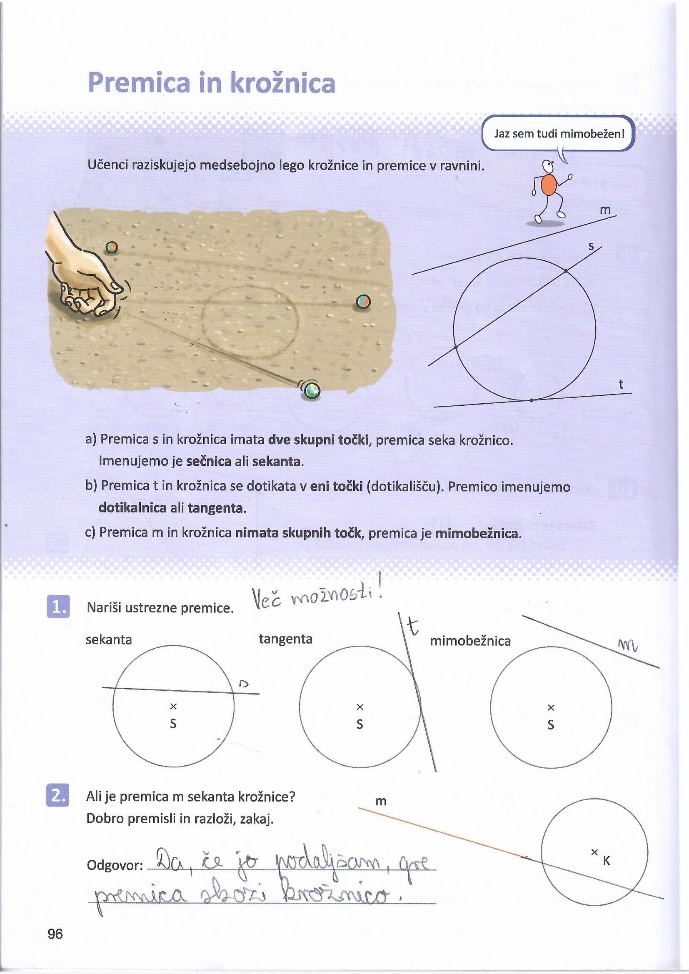 Premica in krožnica
Jaz sem tudi mimobežen!
Učenci raziskujejo medsebojno lego krožnice in premice v ravnini.
m
s
t
a) Premica s in krožnica imata dve skupni točki, premica seka krožnico.
Imenujemo je sečnica ali sekanta.
b) Premica t in krožnica se dotikata v eni točki (dotikališču). Premico imenujemo
dotikalnica ali tangenta.
c) Premica m in krožnica nimata skupnih točk, premica je mimobežnica.
1. Nariši ustrezne premice. Več možnosti!
sekanta tangenta t mimobežnica m
s
S S S
2. Ali je premica m sekanta krožnice? m
Dobro premisli in razloži, zakaj.
K
Odgovor: Da, če jo podaljšam, gre
premica skozi krožnico.
96